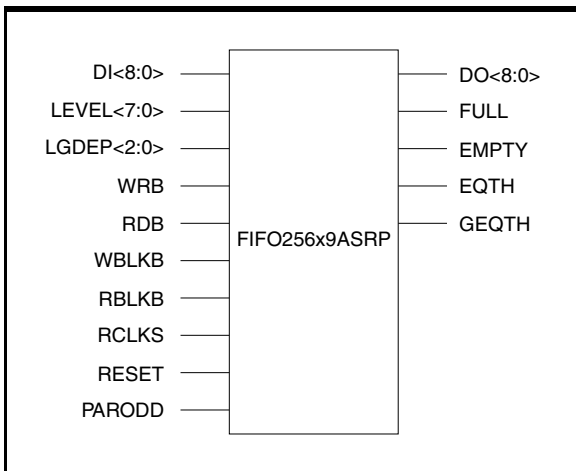 DI<8:0>
LEVEL<7:0>
LGDEP<2:0>
WRB
RDB
WBLKB
RBLKB
RCLKS
RESET
PARODD
FIFO256x9ASRP
DO<8:0>
FULL
EMPTY
EQTH
GEQTH